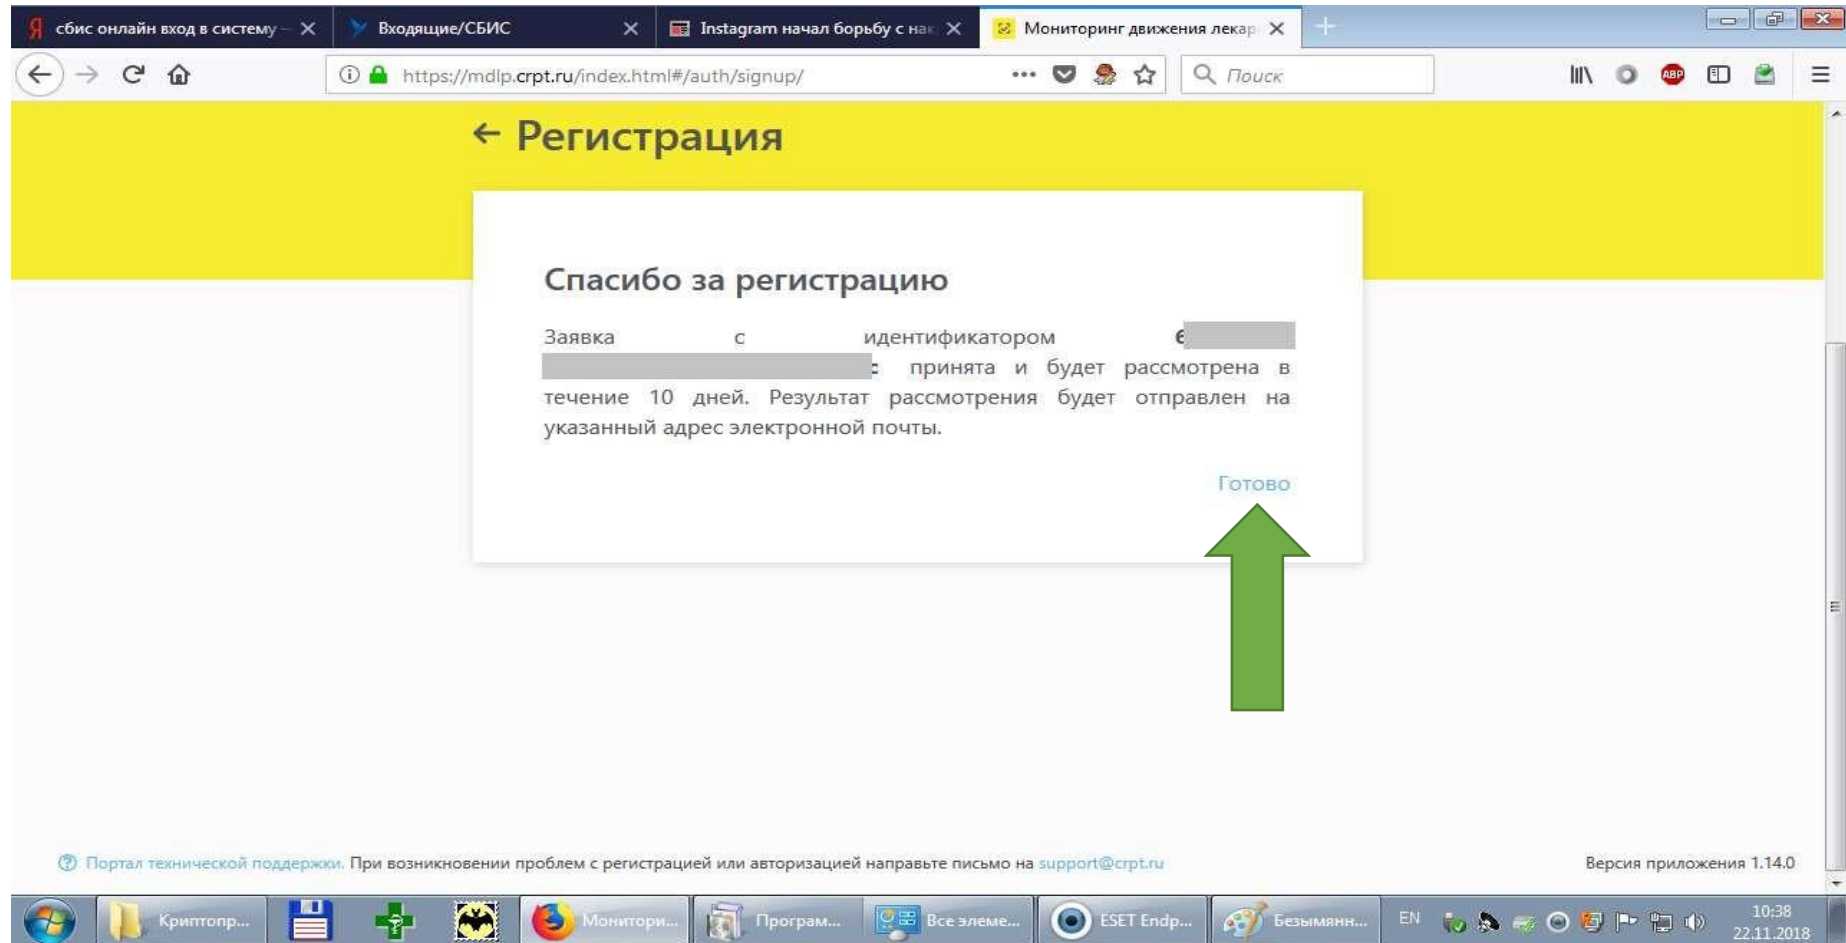 сбис онлайн вход в систему –
Входящие/СБИС
Instagram начал борьбу с нак
Мониторинг движения лекар
https://mdlp.crpt.ru/index.html#/auth/signup/
Поиск
ABP
← Регистрация
Спасибо за регистрацию
Заявка с идентификатором 6
с принята и будет рассмотрена в
течение 10 дней. Результат рассмотрения будет отправлен на
указанный адрес электронной почты.
Готово
Портал технической поддержки. При возникновении проблем с регистрацией или авторизацией направьте письмо на support@crpt.ru
Версия приложения 1.14.0
Криптопр...
Монитори...
Програм...
Все элеме...
ESET Endp...
Безымянн...
EN
10:38
22.11.2018